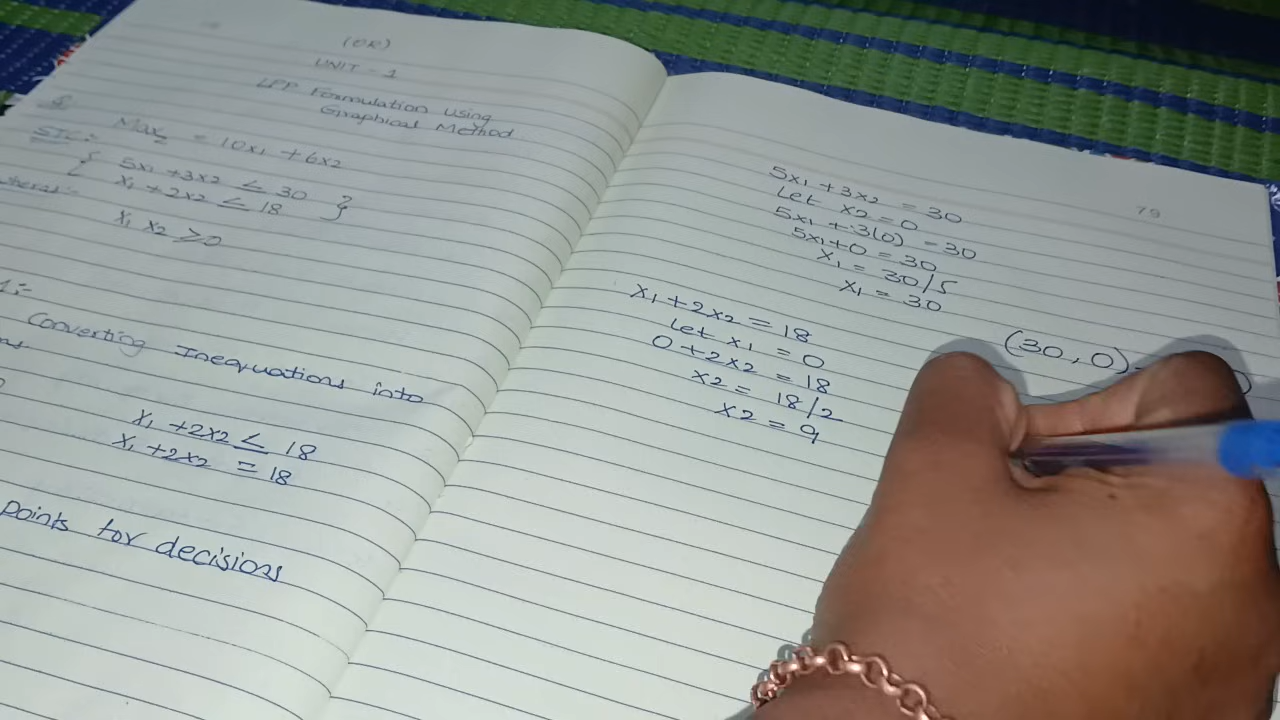 (OR)
UNIT - 1
LPP Formulation using
Graphical Method
Max Z = 10x1 + 6x2
STC:
5x1 + 3x2 ≤ 30
x1 + 2x2 ≤ 18
x1 x2 ≥ 0
1:-
Converting Inequations into
x1 + 2x2 ≤ 18
x1 + 2x2 = 18
points for decisions
79
5x1 + 3x2 = 30
Let x2 = 0
5x1 + 3(0) = 30
5x1 + 0 = 30
x1 = 30/5
x1 = 30
(30, 0)
x1 + 2x2 = 18
Let x1 = 0
0 + 2x2 = 18
x2 = 18/2
x2 = 9